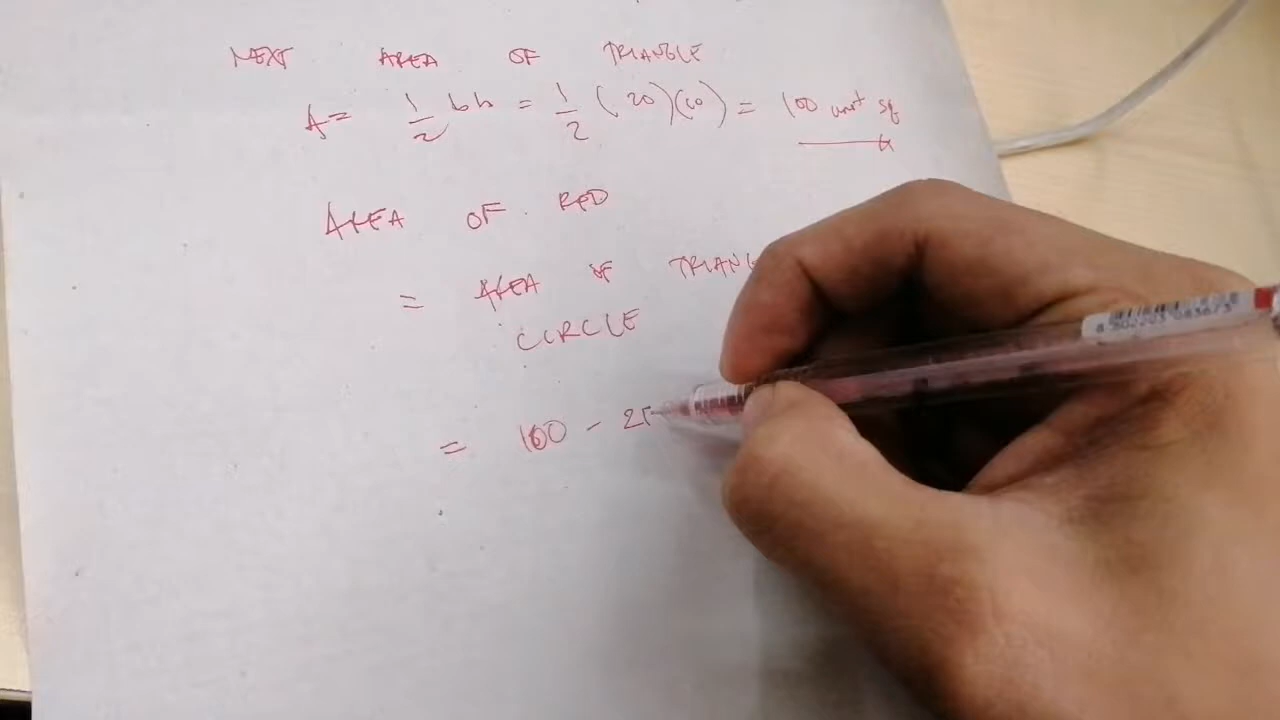 NEXT AREA OF TRIANGLE
A= 1/2 bh = 1/2 (20)(10) = 100 unit sq
AREA OF RED
= AREA OF TRIANG
CIRCLE
= 100 - 25